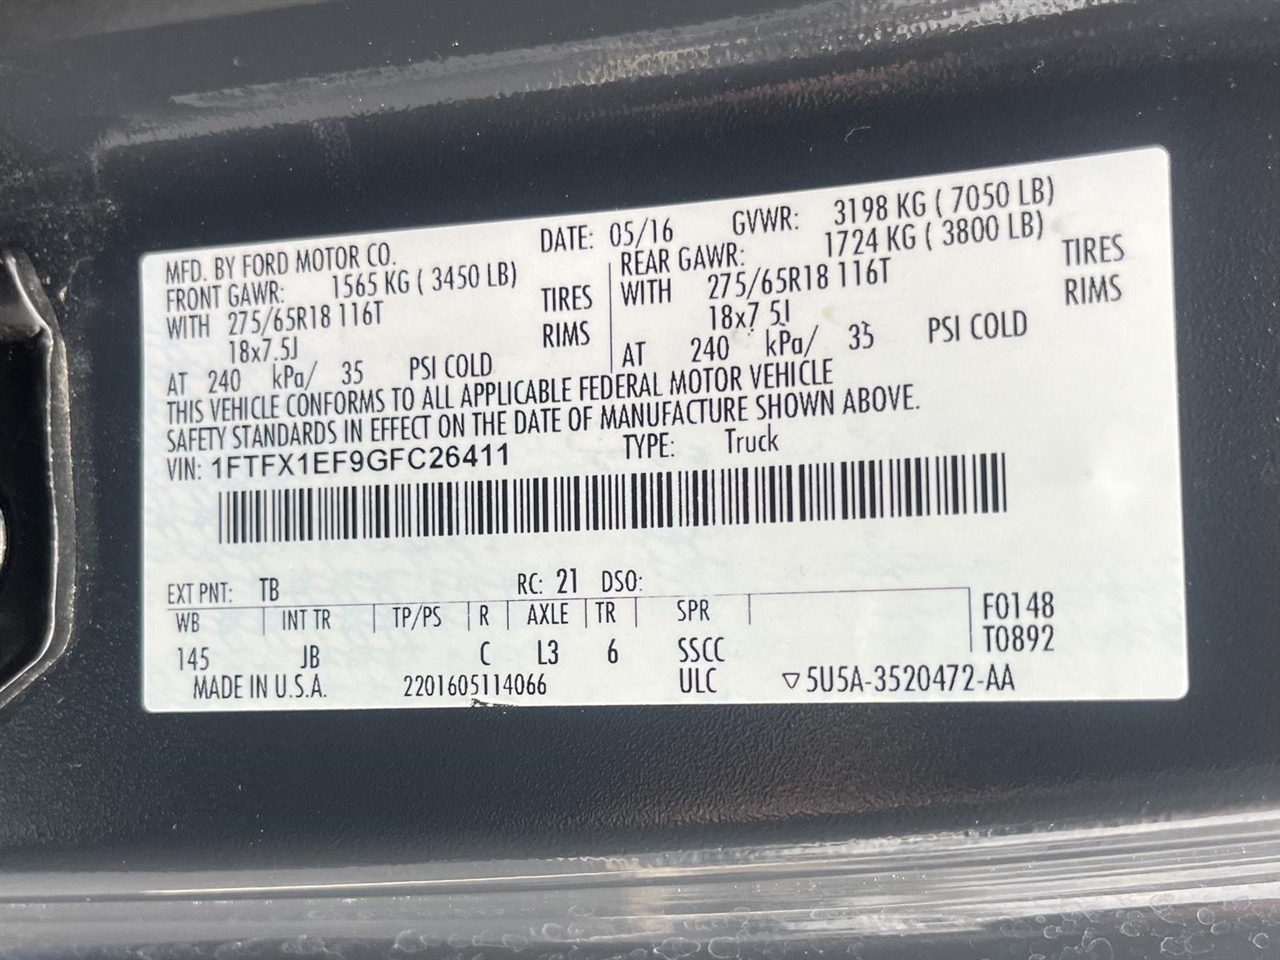 MFD. BY FORD MOTOR CO. DATE: 05/16 GVWR: 3198 KG ( 7050 LB)
FRONT GAWR: 1565 KG ( 3450 LB) REAR GAWR: 1724 KG ( 3800 LB)
WITH 275/65R18 116T TIRES WITH 275/65R18 116T TIRES
18x7.5J RIMS 18x7.5J RIMS
AT 240 kPa/ 35 PSI COLD AT 240 kPa/ 35 PSI COLD
THIS VEHICLE CONFORMS TO ALL APPLICABLE FEDERAL MOTOR VEHICLE
SAFETY STANDARDS IN EFFECT ON THE DATE OF MANUFACTURE SHOWN ABOVE.
VIN: 1FTFX1EF9GFC26411 TYPE: Truck
EXT PNT: TB RC: 21 DSO:
WB INT TR TP/PS R AXLE TR SPR F0148
145 JB C L3 6 SSCC T0892
MADE IN U.S.A. 2201605114066 ULC ▽5U5A-3520472-AA